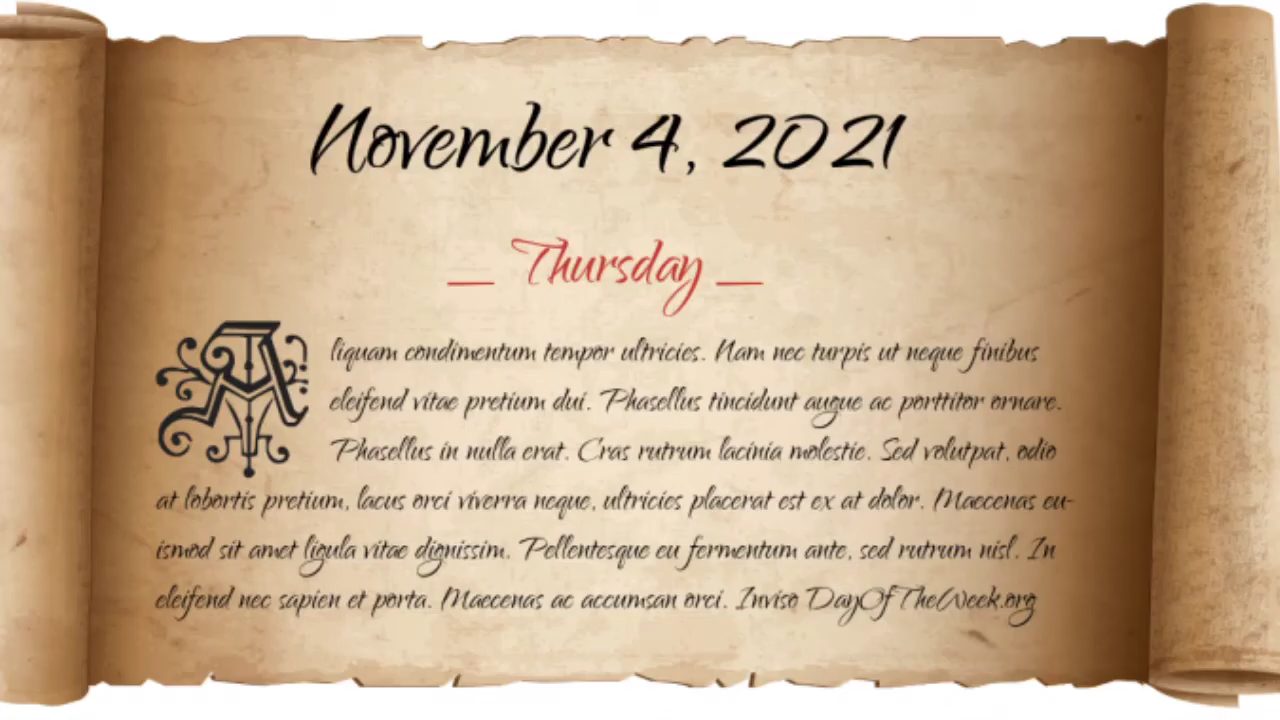 November 4, 2021
_ Thursday _
Aliquam condimentum tempor ultricies. Nam nec turpis ut neque finibus
eleifend vitae pretium dui. Phasellus tincidunt augue ac porttitor ornare.
Phasellus in nulla erat. Cras rutrum lacinia molestie. Sed volutpat, odio
at lobortis pretium, lacus orci viverra neque, ultricies placerat est ex at dolor. Maecenas eu-
ismod sit amet ligula vitae dignissim. Pellentesque eu fermentum ante, sed rutrum nisl. In
eleifend nec sapien et porta. Maecenas ac accumsan orci. Inviso DayOfTheWeek.org